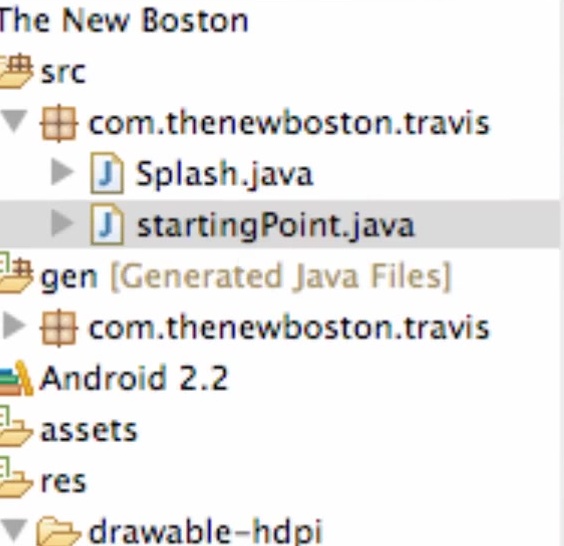 The New Boston
src
com.thenewboston.travis
Splash.java
startingPoint.java
gen [Generated Java Files]
com.thenewboston.travis
Android 2.2
assets
res
drawable-hdpi